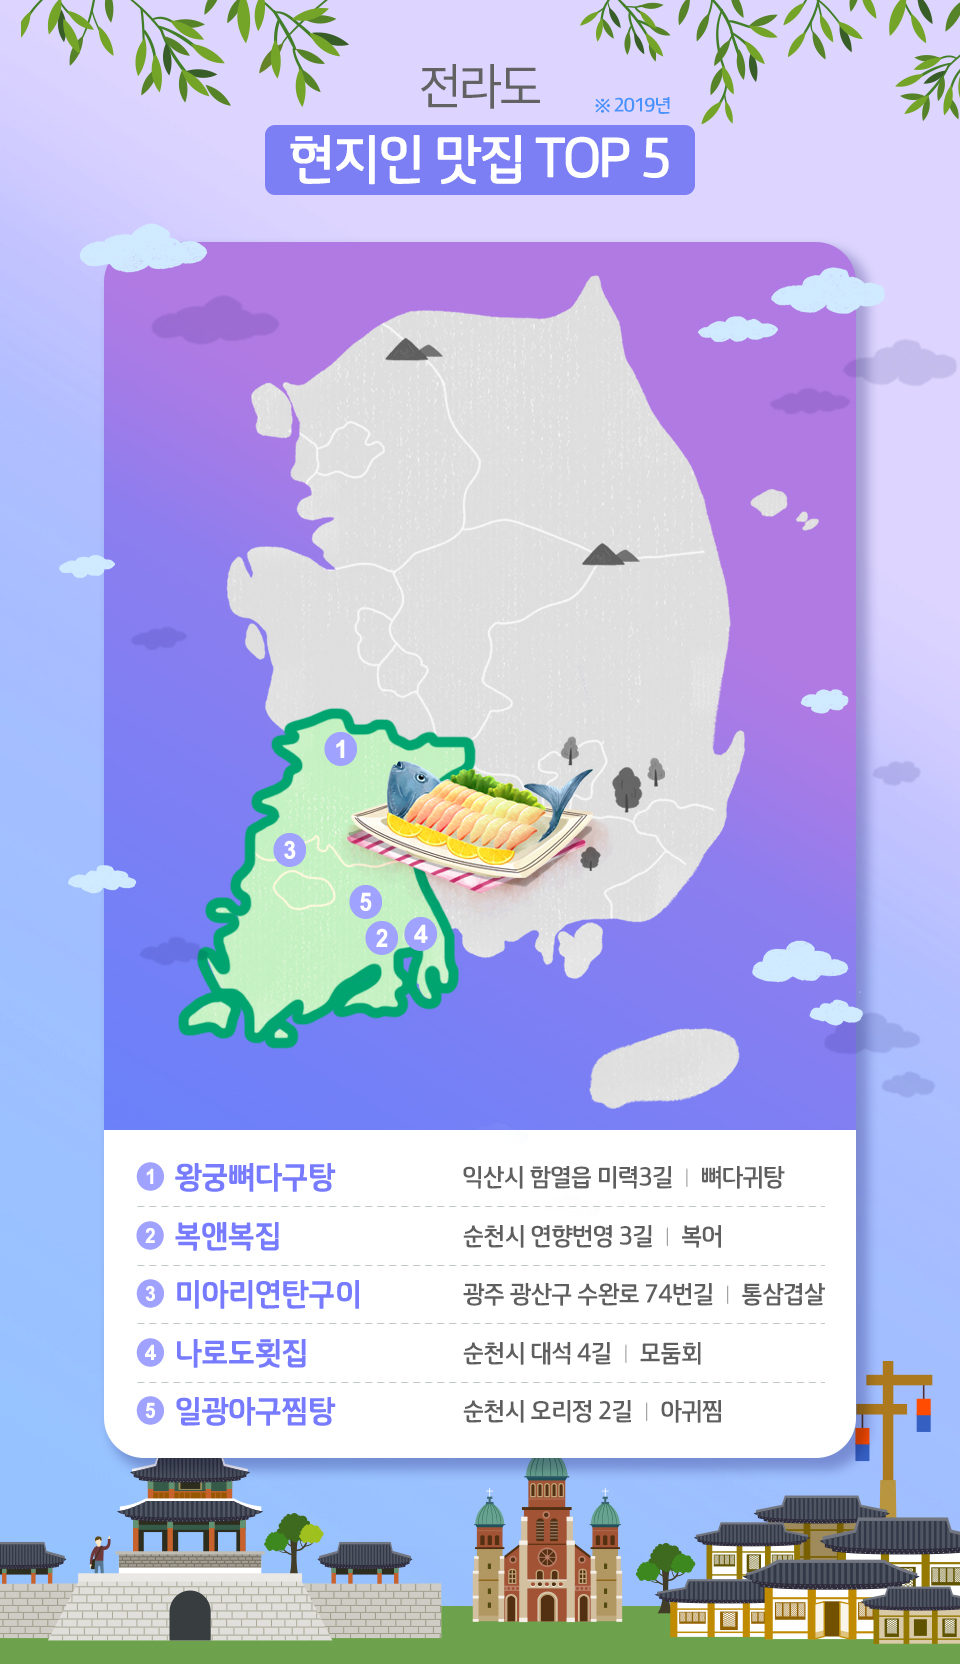 전라도
※ 2019년
현지인 맛집 TOP 5
1
3
5
2
4
1 왕궁뼈다구탕 익산시 함열읍 미력3길 | 뼈다귀탕
2 복앤복집 순천시 연향번영 3길 | 복어
3 미아리연탄구이 광주 광산구 수완로 74번길 | 통삼겹살
4 나로도횟집 순천시 대석 4길 | 모둠회
5 일광아구찜탕 순천시 오리정 2길 | 아귀찜